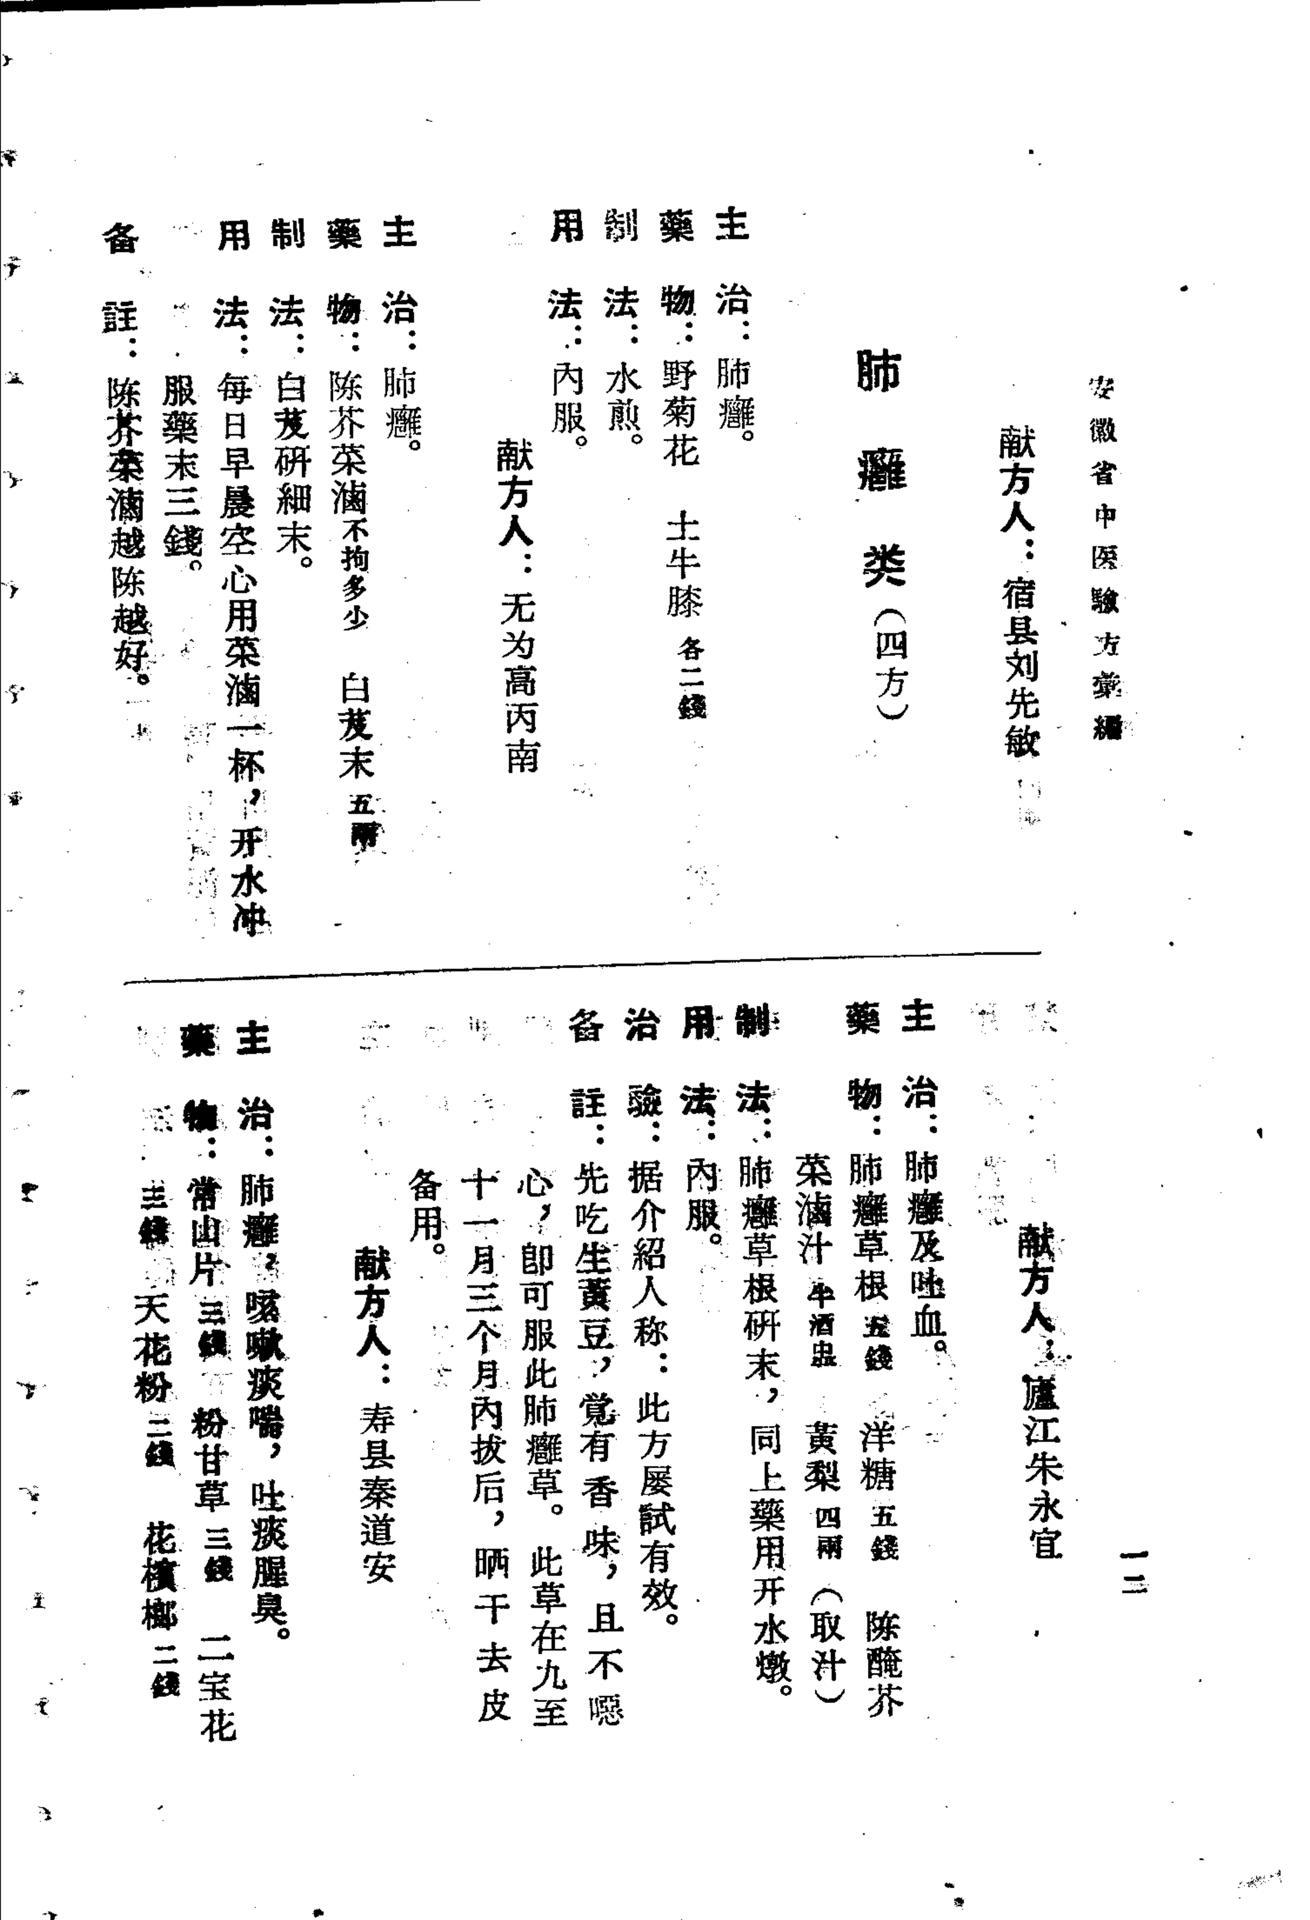 安徽省中医驗方彙編
献方人：宿县刘先敏
肺癰类（四方）
主治：肺癰。
藥物：野菊花　土牛膝各二錢
制法：水煎。
用法：內服。
献方人：无为高丙南
主治：肺癰。
藥物：陈芥菜滷不拘多少　白芨末五兩
制法：白芨研細末。
用法：每日早晨空心用菜滷一杯，开水冲
服藥末三錢。
备註：陈芥菜滷越陈越好。
一二
献方人：廬江朱永宜
主治：肺癰及吐血。
藥物：肺癰草根五錢　洋糖五錢　陈醃芥
菜滷汁半酒盅　黃梨四兩（取汁）
制法：肺癰草根研末，同上藥用开水燉。
用法：內服。
治驗：据介紹人称：此方屡試有效。
备註：先吃生黃豆，觉有香味，且不噁
心，卽可服此肺癰草。此草在九至
十一月三个月內拔后，晒干去皮
备用。
献方人：寿县秦道安
主治：肺癰，咳嗽痰喘，吐痰腥臭。
藥物：常山片三錢　粉甘草三錢　二宝花
三錢　天花粉二錢　花檳榔二錢